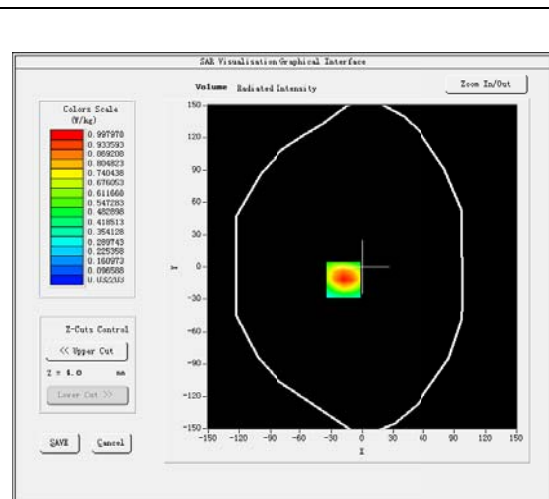 SAR Visualisation Graphical Interface
Volume Radiated Intensity
Zoom In/Out
Colors Scale
(W/kg)
0.997978
0.933593
0.869208
0.804823
0.740438
0.676053
0.611668
0.547283
0.482898
0.418513
0.354128
0.289743
0.225358
0.160973
0.096588
0.032203
150
120
90
60
30
0
-30
-60
-90
-120
-150
Y
-150 -120 -90 -60 -30 0 30 60 90 120 150
X
Z-Cuts Control
<< Upper Cut
Z = 4.0 mm
Lower Cut >>
SAVE Cancel